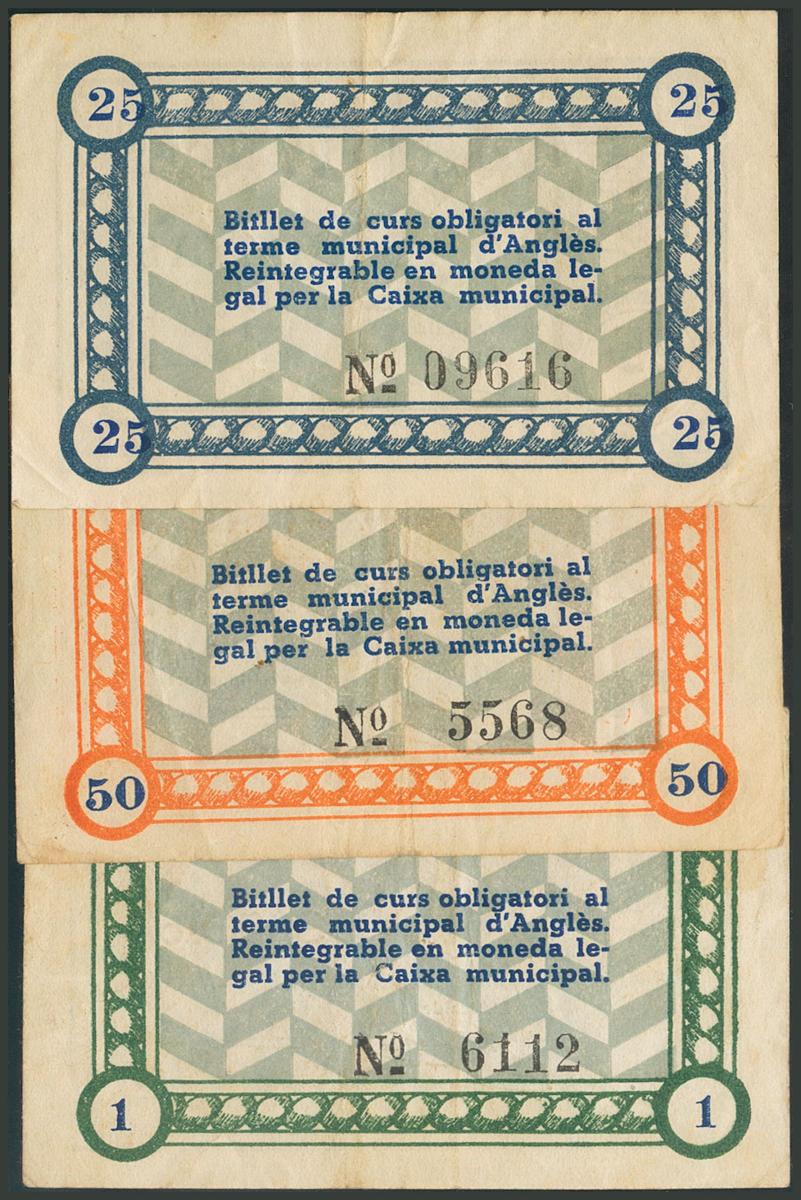 25 25
Bitllet de curs obligatori al
terme municipal d'Anglès.
Reintegrable en moneda le-
gal per la Caixa municipal.
Nº 09616
25 25
Bitllet de curs obligatori al
terme municipal d'Anglès.
Reintegrable en moneda le-
gal per la Caixa municipal.
Nº 5568
50 50
Bitllet de curs obligatori al
terme municipal d'Anglès.
Reintegrable en moneda le-
gal per la Caixa municipal.
Nº 6112
1 1